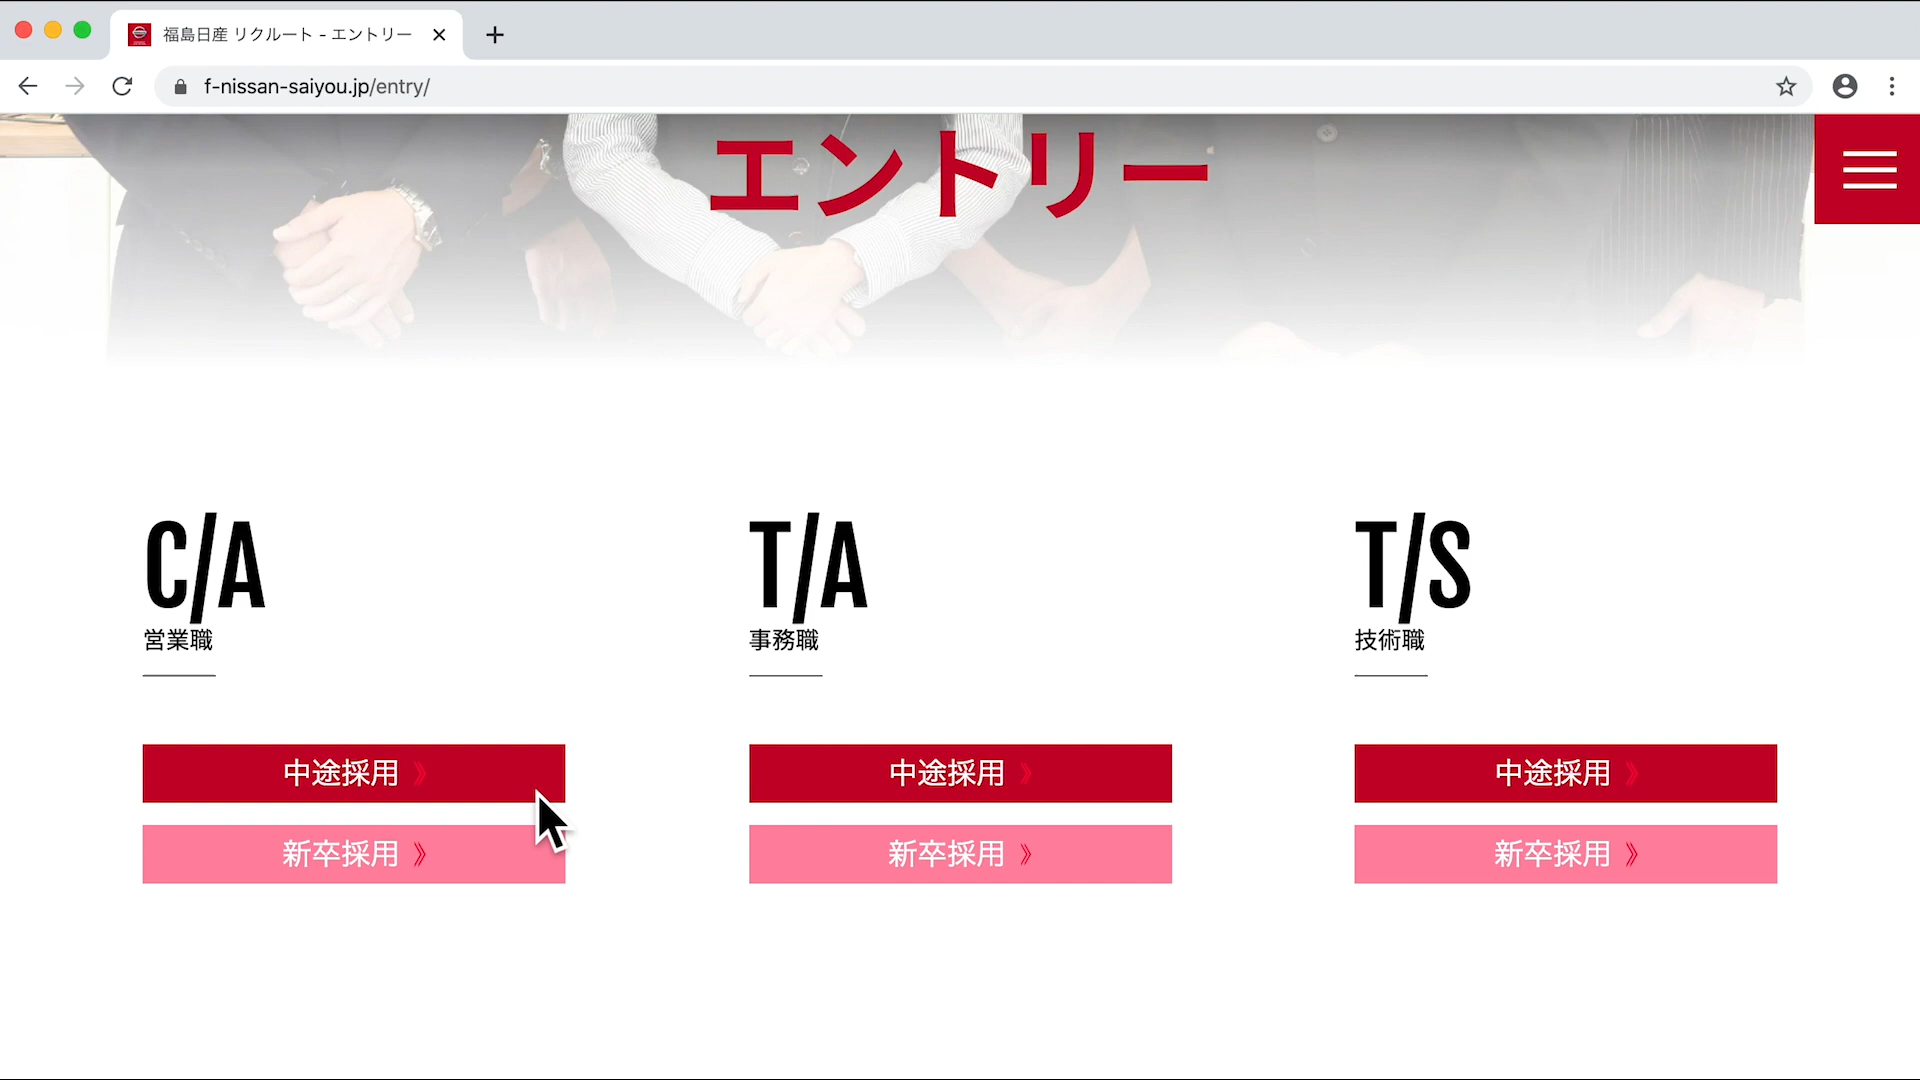 福島日産 リクルート - エントリー
f-nissan-saiyou.jp/entry/
エントリー
C/A
営業職
中途採用 》
新卒採用 》
T/A
事務職
中途採用 》
新卒採用 》
T/S
技術職
中途採用 》
新卒採用 》